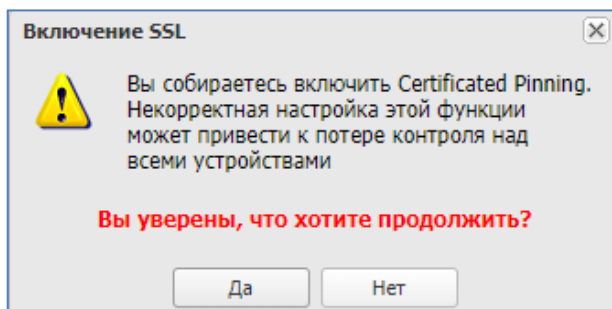 Включение SSL
Вы собираетесь включить Certificated Pinning.
Некорректная настройка этой функции
может привести к потере контроля над
всеми устройствами
Вы уверены, что хотите продолжить?
Да
Нет